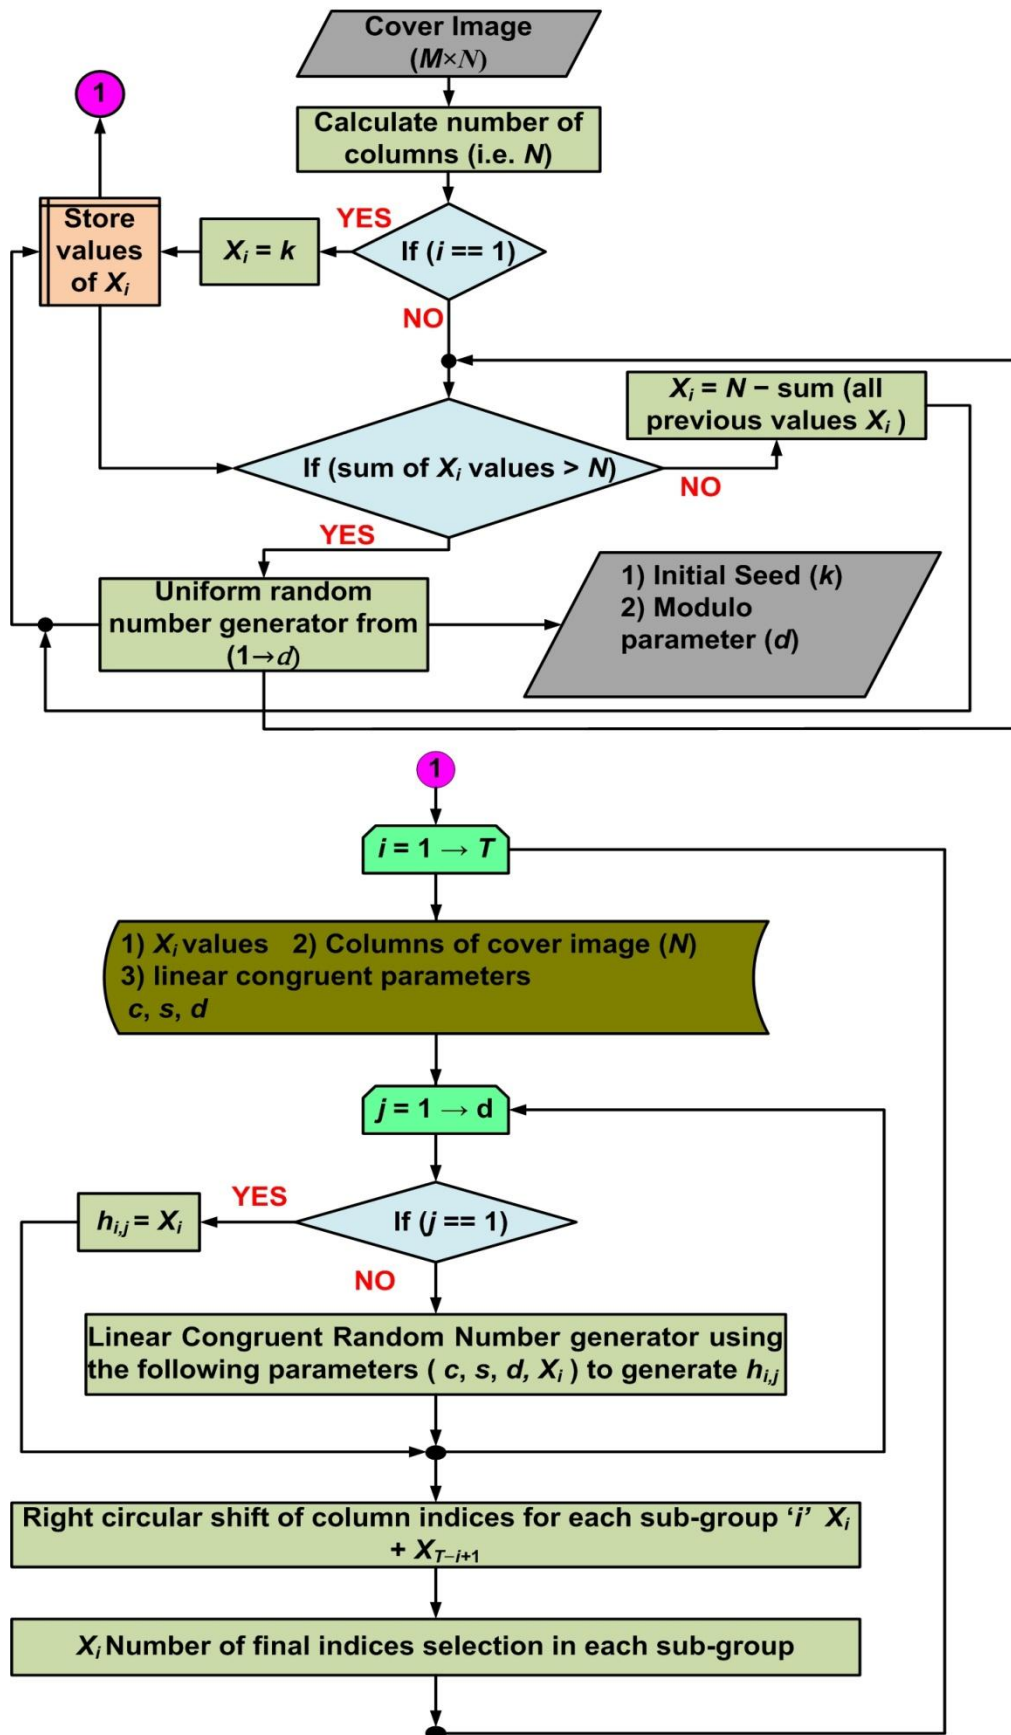 Cover Image
(M×N)
1
Calculate number of
columns (i.e. N)
YES
Store
values
of Xi
Xi = k
If (i == 1)
NO
Xi = N − sum (all
previous values Xi )
If (sum of Xi values > N)
NO
YES
Uniform random
number generator from
(1→d)
1) Initial Seed (k)
2) Modulo
parameter (d)
1
i = 1 → T
1) Xi values 2) Columns of cover image (N)
3) linear congruent parameters
c, s, d
j = 1 → d
YES
hi,j = Xi
If (j == 1)
NO
Linear Congruent Random Number generator using
the following parameters ( c, s, d, Xi ) to generate hi,j
Right circular shift of column indices for each sub-group ‘i’ Xi
+ XT−i+1
Xi Number of final indices selection in each sub-group